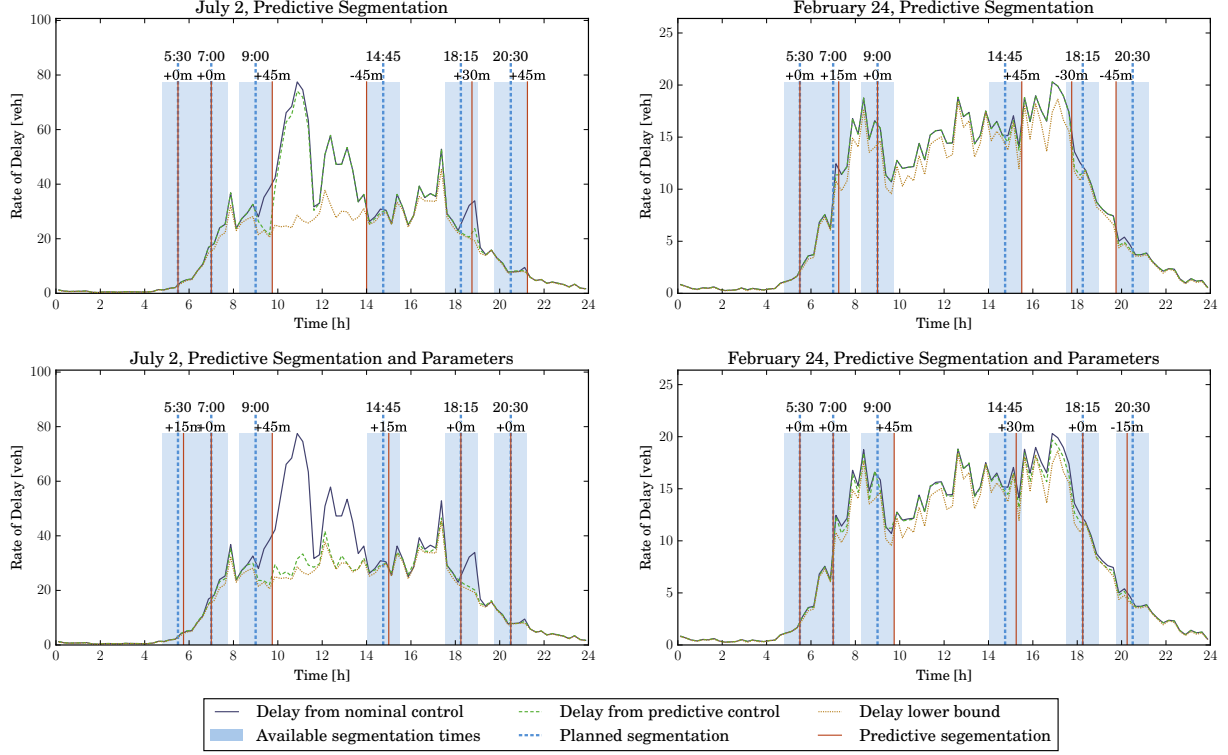 July 2, Predictive Segmentation
100
80
60
40
20
0
Rate of Delay [veh]
5:30 7:00 9:00 14:45 18:15 20:30
+0m +0m +45m -45m +30m +45m
0 2 4 6 8 10 12 14 16 18 20 22 24
Time [h]
February 24, Predictive Segmentation
25
20
15
10
5
0
Rate of Delay [veh]
5:30 7:00 9:00 14:45 18:15 20:30
+0m +15m +0m +45m -30m -45m
0 2 4 6 8 10 12 14 16 18 20 22 24
Time [h]
July 2, Predictive Segmentation and Parameters
100
80
60
40
20
0
Rate of Delay [veh]
5:30 7:00 9:00 14:45 18:15 20:30
+15m +0m +45m +15m +0m +0m
0 2 4 6 8 10 12 14 16 18 20 22 24
Time [h]
February 24, Predictive Segmentation and Parameters
25
20
15
10
5
0
Rate of Delay [veh]
5:30 7:00 9:00 14:45 18:15 20:30
+0m +0m +45m +30m +0m -15m
0 2 4 6 8 10 12 14 16 18 20 22 24
Time [h]
Delay from nominal control Delay from predictive control Delay lower bound
Available segmentation times Planned segmentation Predictive segementation